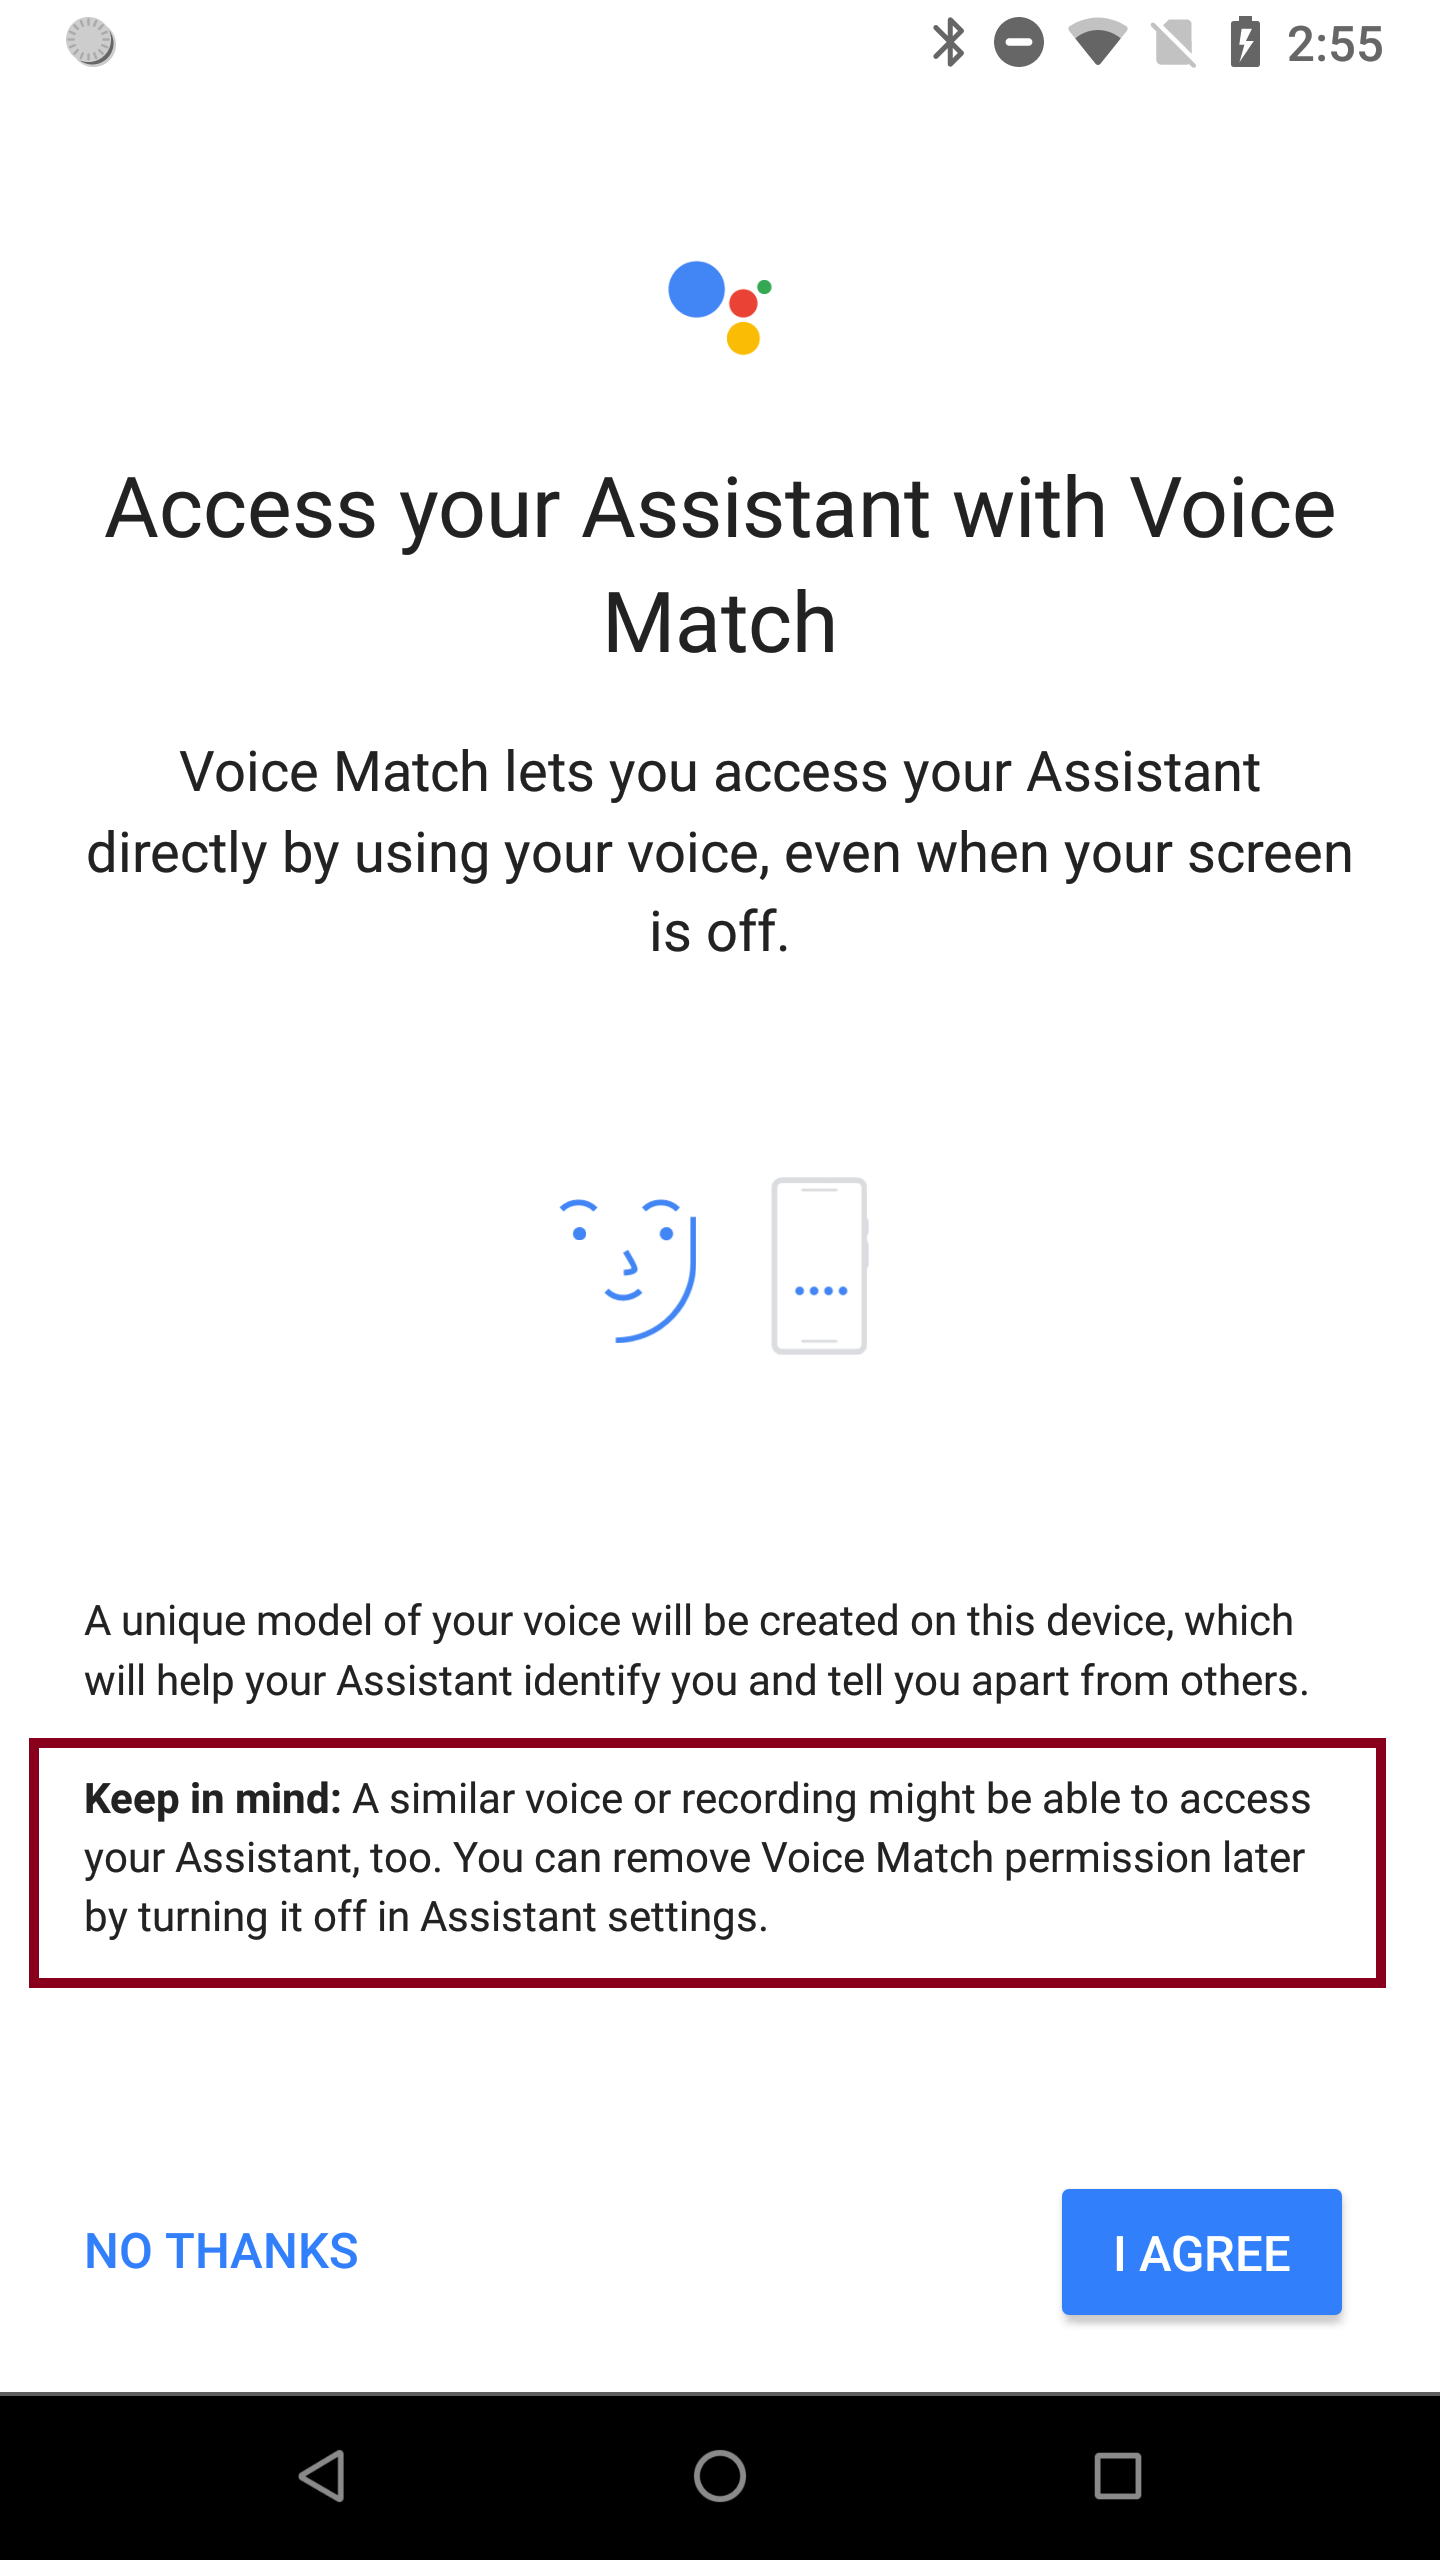 2:55
Access your Assistant with Voice
Match
Voice Match lets you access your Assistant
directly by using your voice, even when your screen
is off.
A unique model of your voice will be created on this device, which
will help your Assistant identify you and tell you apart from others.
Keep in mind: A similar voice or recording might be able to access
your Assistant, too. You can remove Voice Match permission later
by turning it off in Assistant settings.
NO THANKS
I AGREE